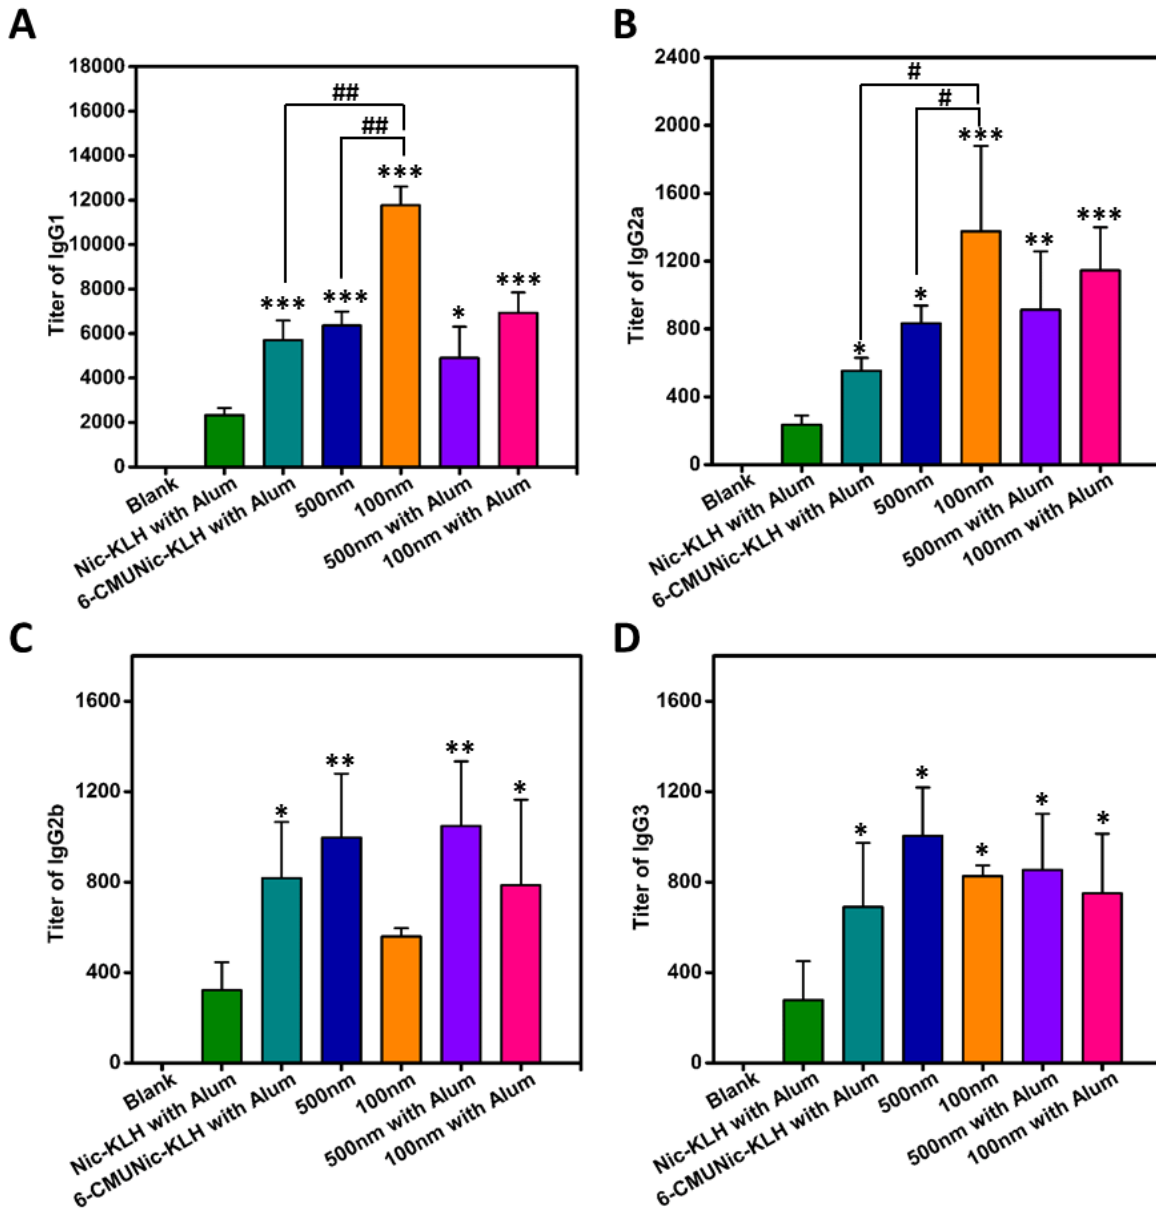 A
Titer of IgG1
18000
16000
14000
12000
10000
8000
6000
4000
2000
0
##
##
***
***
***
*
***
Blank
Nic-KLH with Alum
6-CMUNic-KLH with Alum
500nm
100nm
500nm with Alum
100nm with Alum
B
Titer of IgG2a
2400
2000
1600
1200
800
400
0
#
#
*
*
***
**
***
Blank
Nic-KLH with Alum
6-CMUNic-KLH with Alum
500nm
100nm
500nm with Alum
100nm with Alum
C
Titer of IgG2b
1600
1200
800
400
0
*
**
**
*
Blank
Nic-KLH with Alum
6-CMUNic-KLH with Alum
500nm
100nm
500nm with Alum
100nm with Alum
D
Titer of IgG3
1600
1200
800
400
0
*
*
*
*
*
Blank
Nic-KLH with Alum
6-CMUNic-KLH with Alum
500nm
100nm
500nm with Alum
100nm with Alum